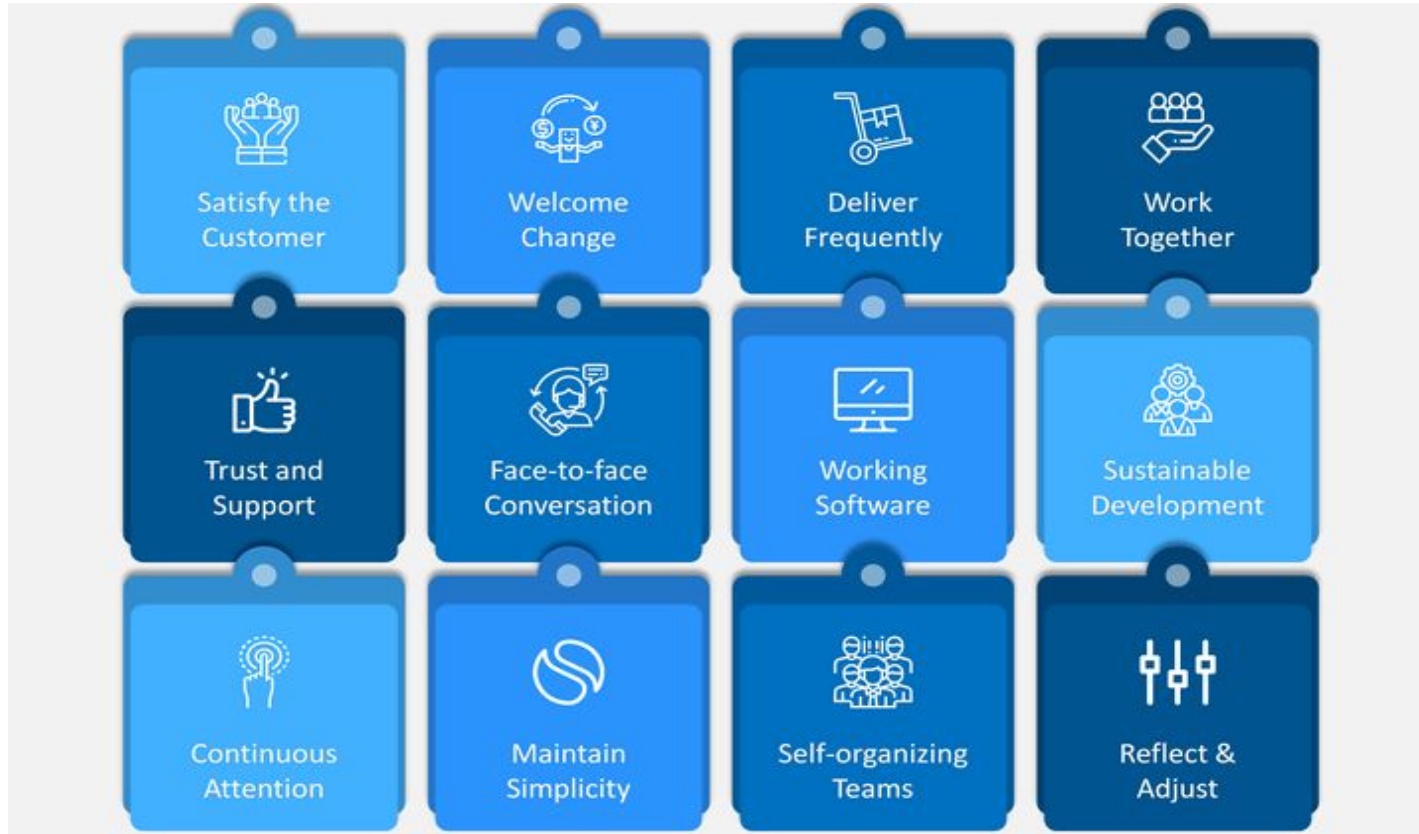 Satisfy the
Customer
Welcome
Change
Deliver
Frequently
Work
Together
Trust and
Support
Face-to-face
Conversation
Working
Software
Sustainable
Development
Continuous
Attention
Maintain
Simplicity
Self-organizing
Teams
Reflect &
Adjust